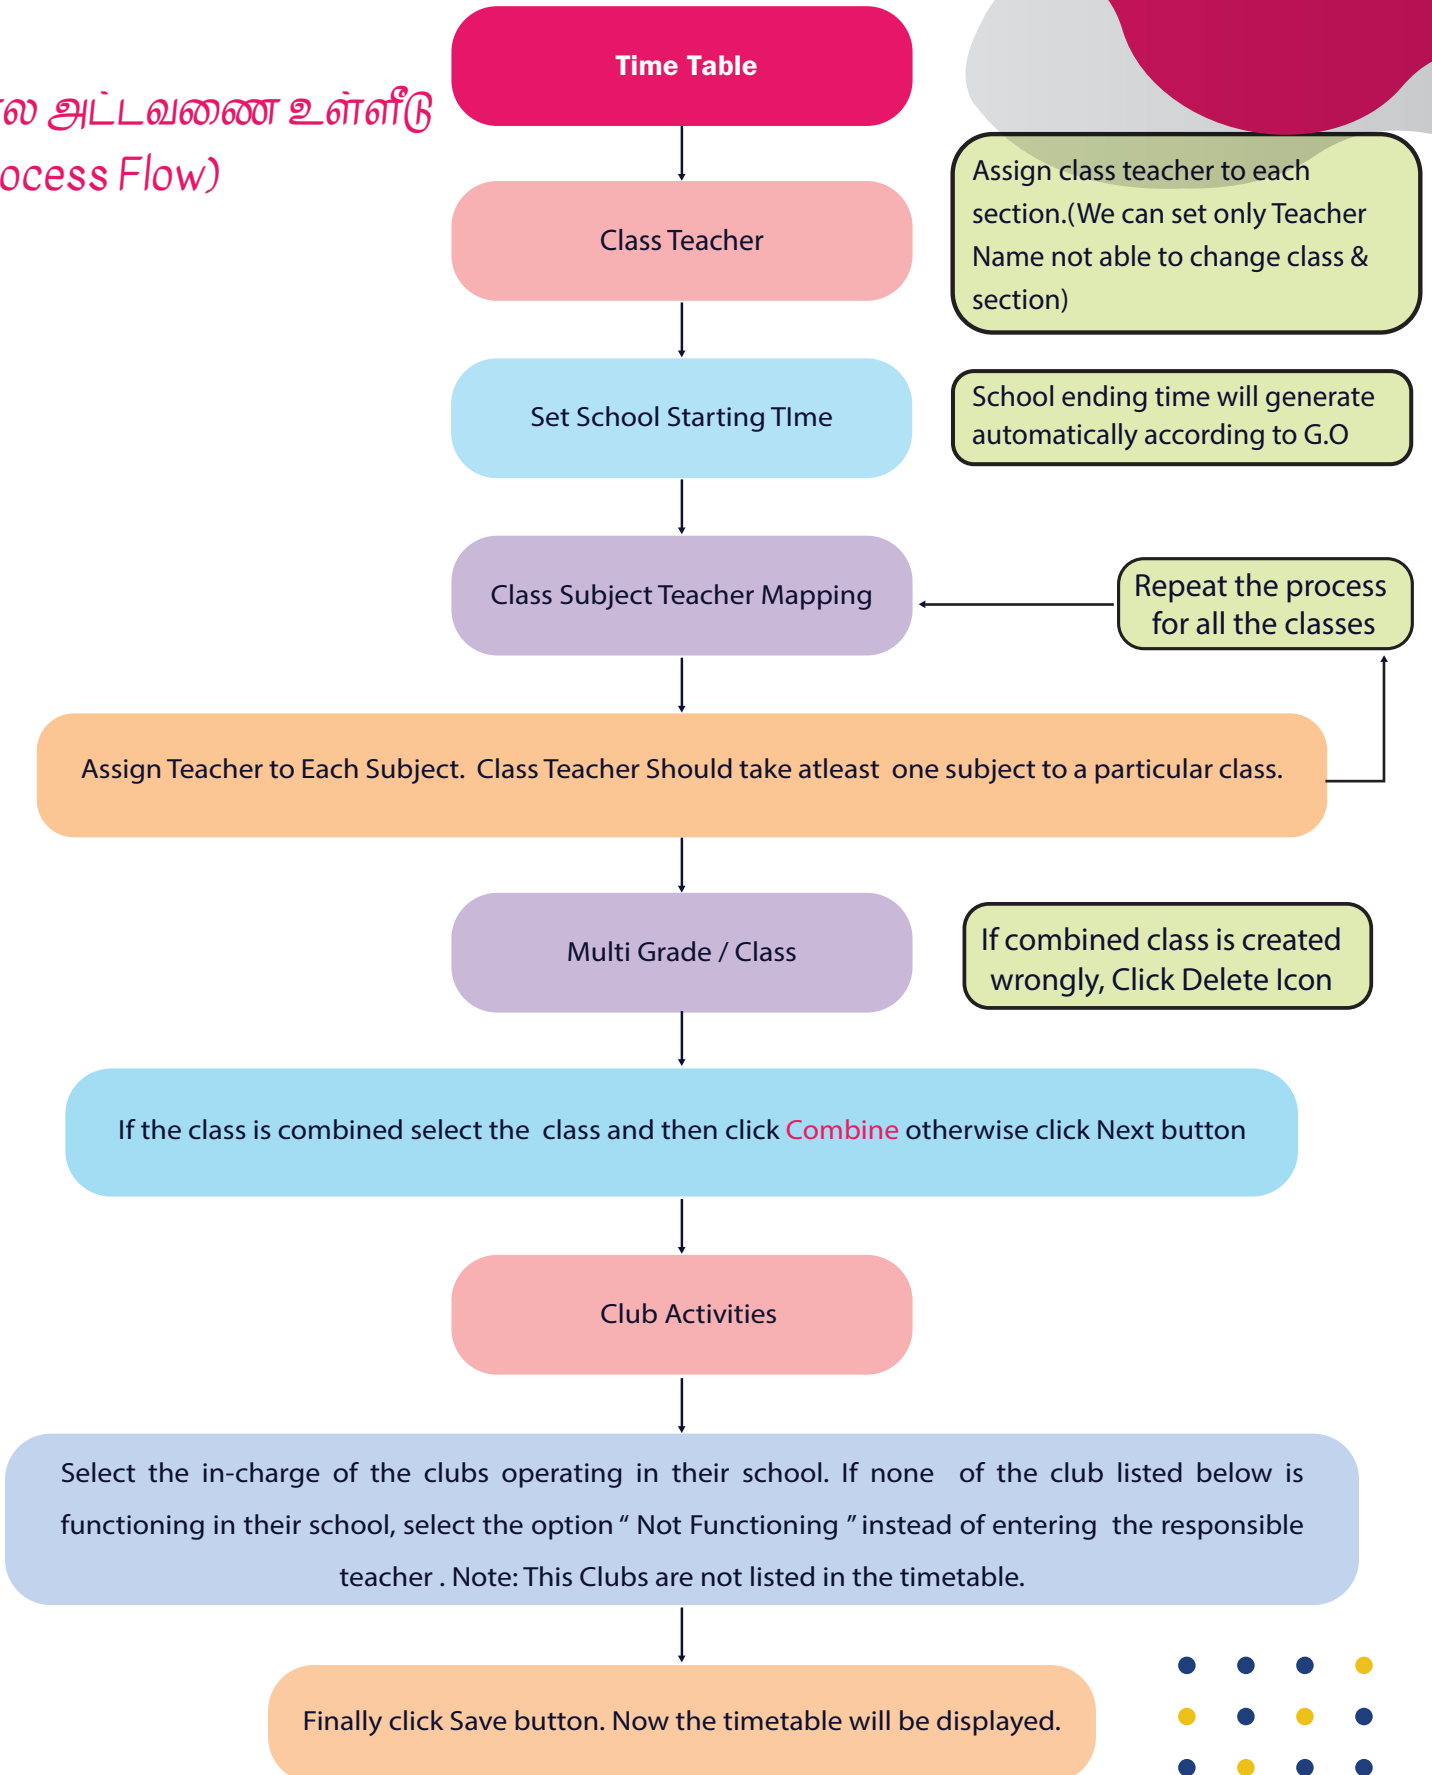 Time Table
அட்டவணை உள்ளீடு
Flow)
Class Teacher
Assign class teacher to each
section.(We can set only Teacher
Name not able to change class &
section)
Set School Starting TIme
School ending time will generate
automatically according to G.O
Class Subject Teacher Mapping
Repeat the process
for all the classes
Assign Teacher to Each Subject. Class Teacher Should take atleast one subject to a particular class.
Multi Grade / Class
If combined class is created
wrongly, Click Delete Icon
If the class is combined select the class and then click Combine otherwise click Next button
Club Activities
Select the in-charge of the clubs operating in their school. If none of the club listed below is
functioning in their school, select the option “ Not Functioning ” instead of entering the responsible
teacher . Note: This Clubs are not listed in the timetable.
Finally click Save button. Now the timetable will be displayed.